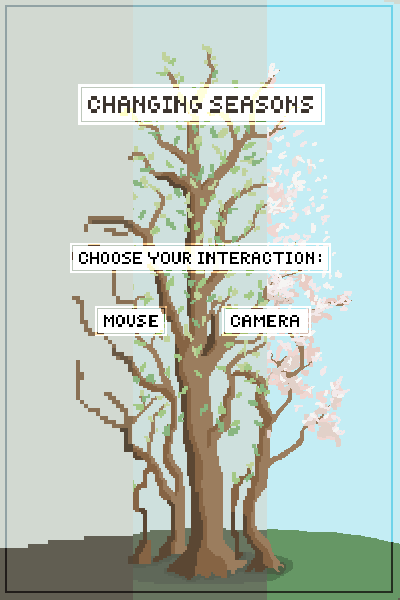 CHANGING SEASONS
CHOOSE YOUR INTERACTION:
MOUSE
CAMERA